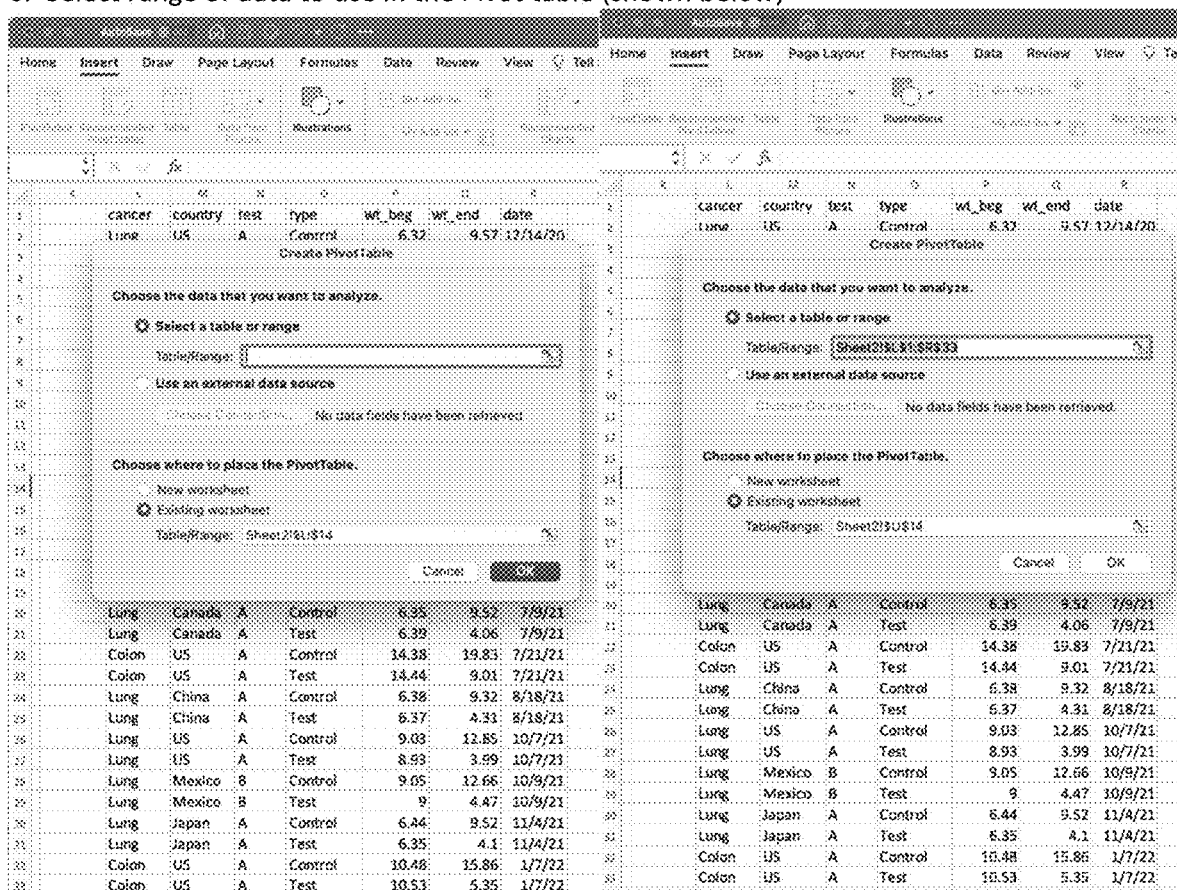 Select range of data to use in the Pivot table (shown below)
Home Insert Draw Page Layout Formulas Data Review View Tell
Illustrations
fx
cancer country test type wt_beg wt_end date
Lung US A Control 6.32 9.57 12/14/20
Create PivotTable
Choose the data that you want to analyze.
Select a table or range
Table/Range:
Use an external data source
Choose Connection... No data fields have been retrieved.
Choose where to place the PivotTable.
New worksheet
Existing worksheet
Table/Range: Sheet2!$U$14
Cancel OK
Lung Canada A Control 6.35 9.52 7/9/21
Lung Canada A Test 6.39 4.06 7/9/21
Colon US A Control 14.38 19.83 7/21/21
Colon US A Test 14.44 9.01 7/21/21
Lung China A Control 6.38 9.32 8/18/21
Lung China A Test 6.37 4.31 8/18/21
Lung US A Control 9.03 12.85 10/7/21
Lung US A Test 8.93 3.99 10/7/21
Lung Mexico B Control 9.05 12.66 10/9/21
Lung Mexico B Test 9 4.47 10/9/21
Lung Japan A Control 6.44 9.52 11/4/21
Lung Japan A Test 6.35 4.1 11/4/21
Colon US A Control 10.48 15.86 1/7/22
Colon US A Test 10.53 5.35 1/7/22
Home Insert Draw Page Layout Formulas Data Review View Te
Illustrations
fx
cancer country test type wt_beg wt_end date
Lung US A Control 6.32 9.57 12/14/20
Create PivotTable
Choose the data that you want to analyze.
Select a table or range
Table/Range: Sheet2!$L$1:$R$33
Use an external data source
Choose Connection... No data fields have been retrieved.
Choose where to place the PivotTable.
New worksheet
Existing worksheet
Table/Range: Sheet2!$U$14
Cancel OK
Lung Canada A Control 6.35 9.52 7/9/21
Lung Canada A Test 6.39 4.06 7/9/21
Colon US A Control 14.38 19.83 7/21/21
Colon US A Test 14.44 9.01 7/21/21
Lung China A Control 6.38 9.32 8/18/21
Lung China A Test 6.37 4.31 8/18/21
Lung US A Control 9.03 12.85 10/7/21
Lung US A Test 8.93 3.99 10/7/21
Lung Mexico B Control 9.05 12.66 10/9/21
Lung Mexico B Test 9 4.47 10/9/21
Lung Japan A Control 6.44 9.52 11/4/21
Lung Japan A Test 6.35 4.1 11/4/21
Colon US A Control 10.48 15.86 1/7/22
Colon US A Test 10.53 5.35 1/7/22